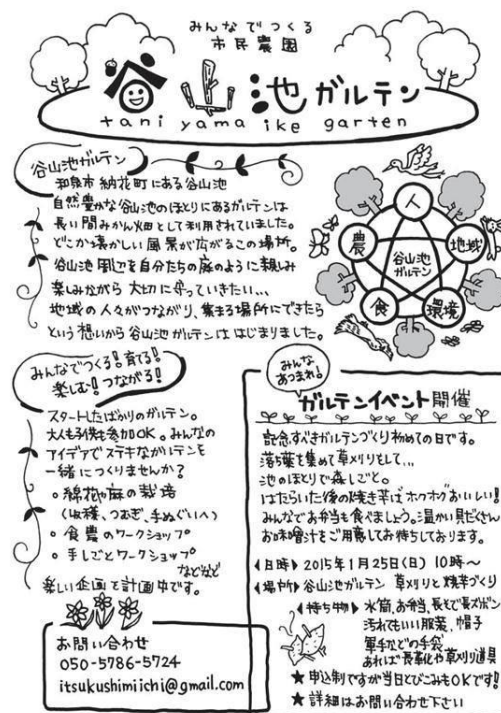 みんなでつくる
市民農園
谷山池ガルテン
tani yama ike garten
谷山池ガルテン
和泉市 納花町にある谷山池
自然豊かな谷山池のほとりにあるガルテンは
長い間みかん畑として利用されていました。
どこか懐かしい風景が広がるこの場所。
谷山池周辺を自分たちの庭のように親しみ
楽しみながら 大切に守っていきたい...
地域の人々がつながり、集まる場所にできたら
という想いから谷山池ガルテンははじまりました。
人
農
地域
谷山池
ガルテン
食
環境
みんなでつくる!育てる!
楽しむ!つながる!
スタートしたばかりのガルテン。
大人も子供も参加OK。みんなの
アイデアでステキなガルテンを
一緒につくりませんか?
○ 綿花や麻の栽培
(収穫、つむぎ、手ぬぐいへ)
○ 食農のワークショップ
○ 手しごとワークショップ
などなど
楽しい企画を計画中です。
お問い合わせ
050-5786-5724
itsukushimiichi@gmail.com
みんな
あつまれ!
ガルテンイベント開催
記念すべきガルテンづくり初めての日です。
落ち葉を集めて草刈りをして...
池のほとりで森しごと。
はたらいた後の焼き芋はホクホクおいしい!
みんなでお弁当も食べましょう。温かい具だくさん
お味噌汁をご用意してお待ちしております。
◀日時▶ 2015年1月25日(日) 10時~
◀場所▶ 谷山池ガルテン 草刈りと焼芋づくり
◀持ち物▶ 水筒、お弁当、長そで長ズボン
汚れてもいい服装、帽子
軍手などの手袋
あれば長靴や草刈り道具
★ 申込制ですが当日とびこみもOKです!
★ 詳細はお問い合わせ下さい